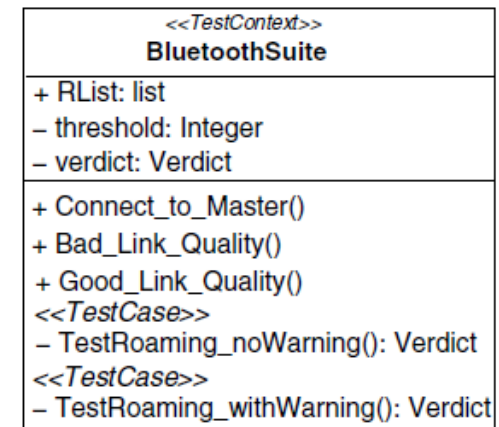 <<TestContext>>
BluetoothSuite
+ RList: list
– threshold: Integer
– verdict: Verdict
+ Connect_to_Master()
+ Bad_Link_Quality()
+ Good_Link_Quality()
<<TestCase>>
– TestRoaming_noWarning(): Verdict
<<TestCase>>
– TestRoaming_withWarning(): Verdict